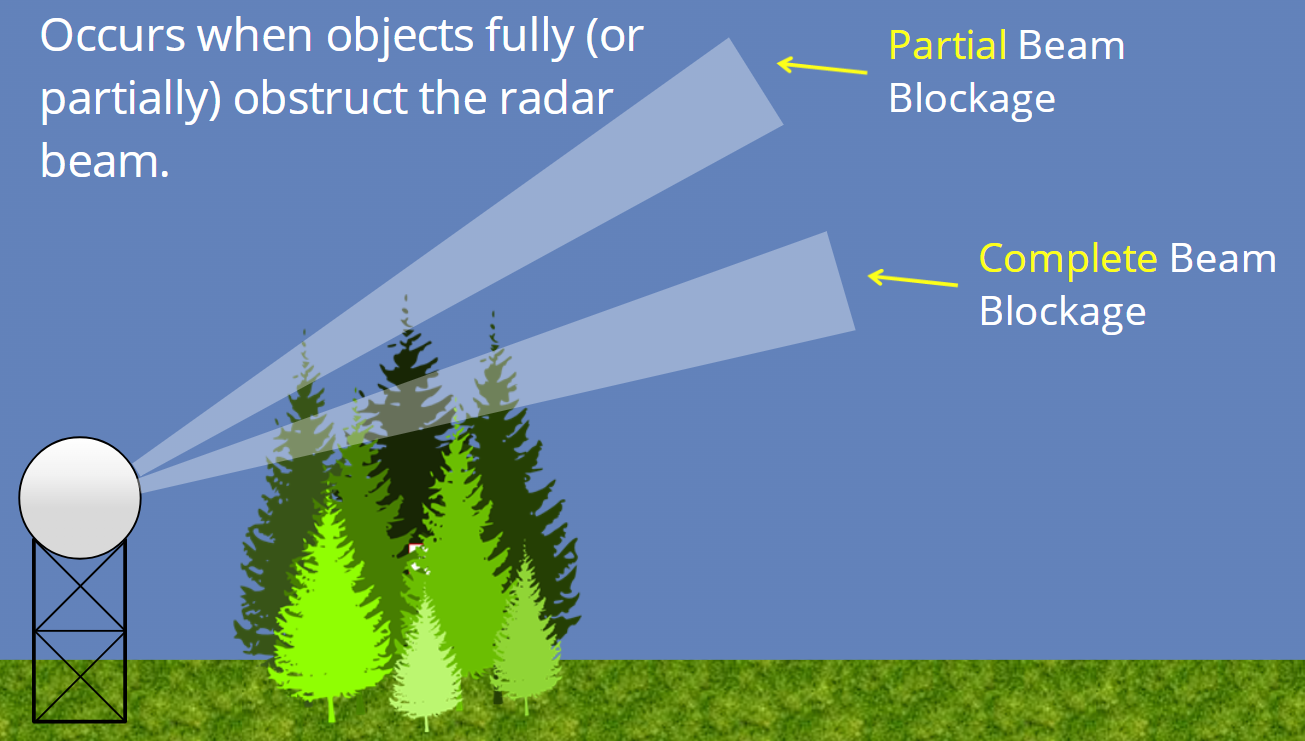 Occurs when objects fully (or
partially) obstruct the radar
beam.
Partial Beam
Blockage
Complete Beam
Blockage